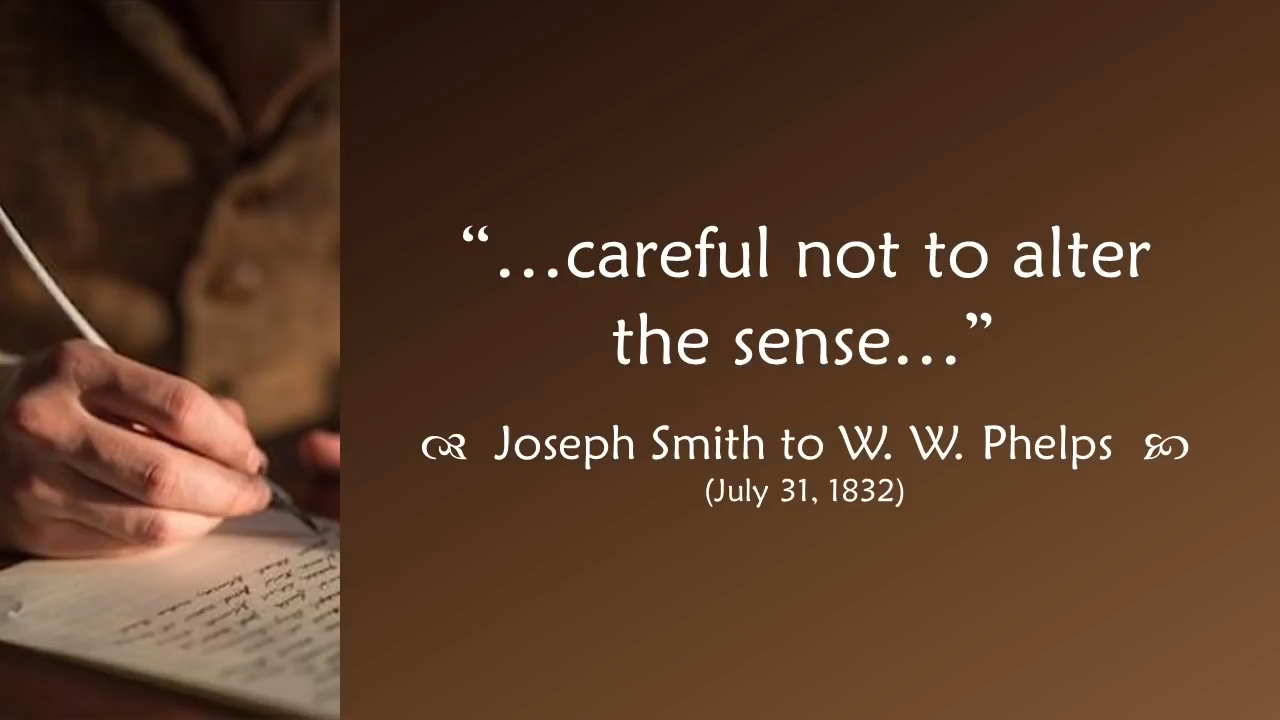 “…careful not to alter
the sense…”
Joseph Smith to W. W. Phelps
(July 31, 1832)